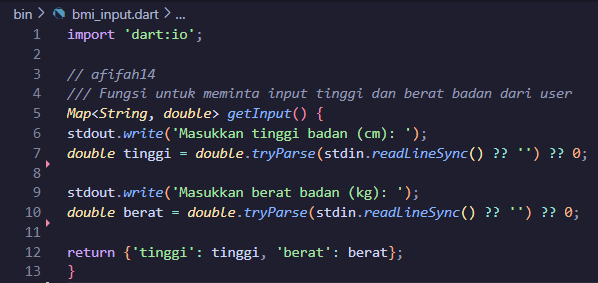 bin > bmi_input.dart > ...
1 import 'dart:io';
2
3 // afifah14
4 /// Fungsi untuk meminta input tinggi dan berat badan dari user
5 Map<String, double> getInput() {
6 stdout.write('Masukkan tinggi badan (cm): ');
7 double tinggi = double.tryParse(stdin.readLineSync() ?? '') ?? 0;
8
9 stdout.write('Masukkan berat badan (kg): ');
10 double berat = double.tryParse(stdin.readLineSync() ?? '') ?? 0;
11
12 return {'tinggi': tinggi, 'berat': berat};
13 }